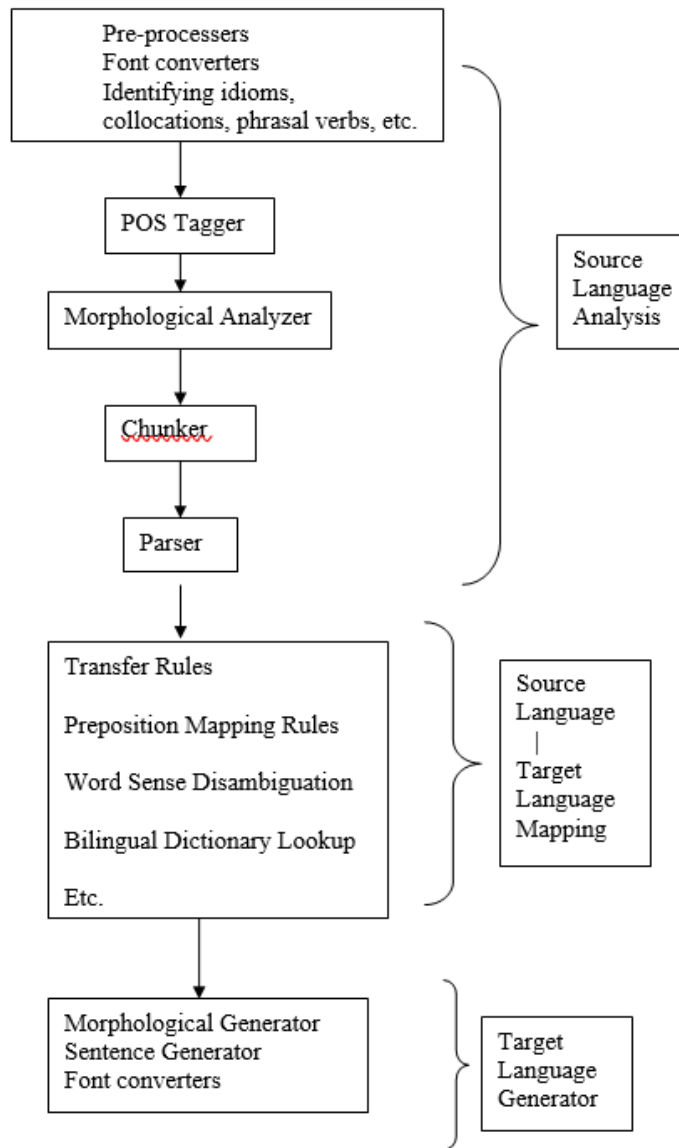 Pre-processers
Font converters
Identifying idioms,
collocations, phrasal verbs, etc.
POS Tagger
Morphological Analyzer
Chunker
Parser
Source
Language
Analysis
Transfer Rules
Preposition Mapping Rules
Word Sense Disambiguation
Bilingual Dictionary Lookup
Etc.
Source
Language
|
Target
Language
Mapping
Morphological Generator
Sentence Generator
Font converters
Target
Language
Generator